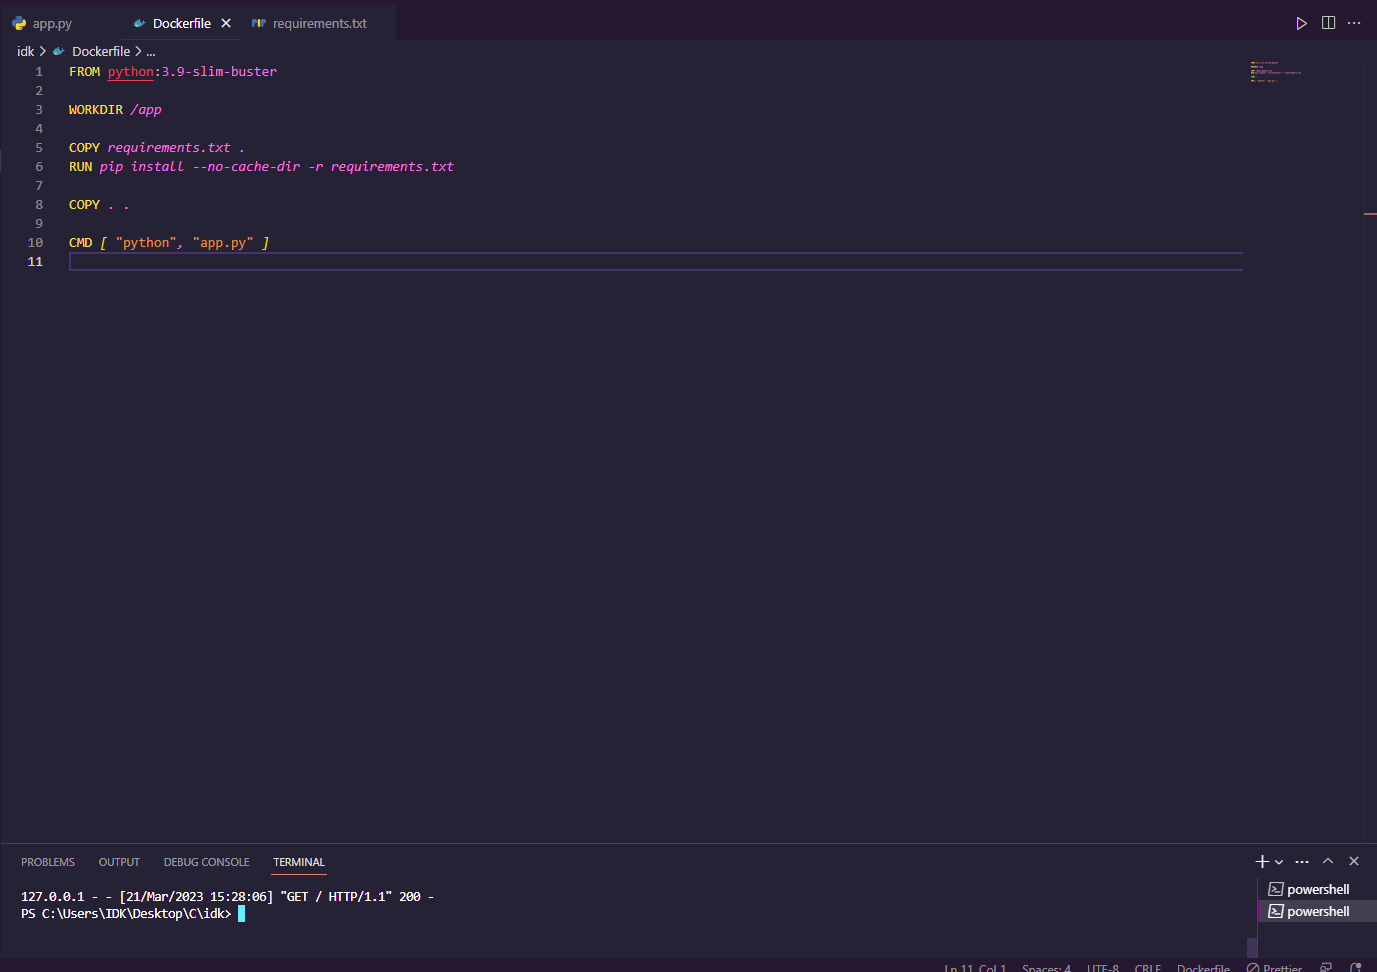 app.py Dockerfile requirements.txt
idk > Dockerfile > ...
1 FROM python:3.9-slim-buster
2
3 WORKDIR /app
4
5 COPY requirements.txt .
6 RUN pip install --no-cache-dir -r requirements.txt
7
8 COPY . .
9
10 CMD [ "python", "app.py" ]
11
PROBLEMS OUTPUT DEBUG CONSOLE TERMINAL
127.0.0.1 - - [21/Mar/2023 15:28:06] "GET / HTTP/1.1" 200 -
PS C:\Users\IDK\Desktop\C\idk>
powershell
powershell
Ln 11, Col 1 Spaces: 4 UTF-8 CRLF Dockerfile Prettier